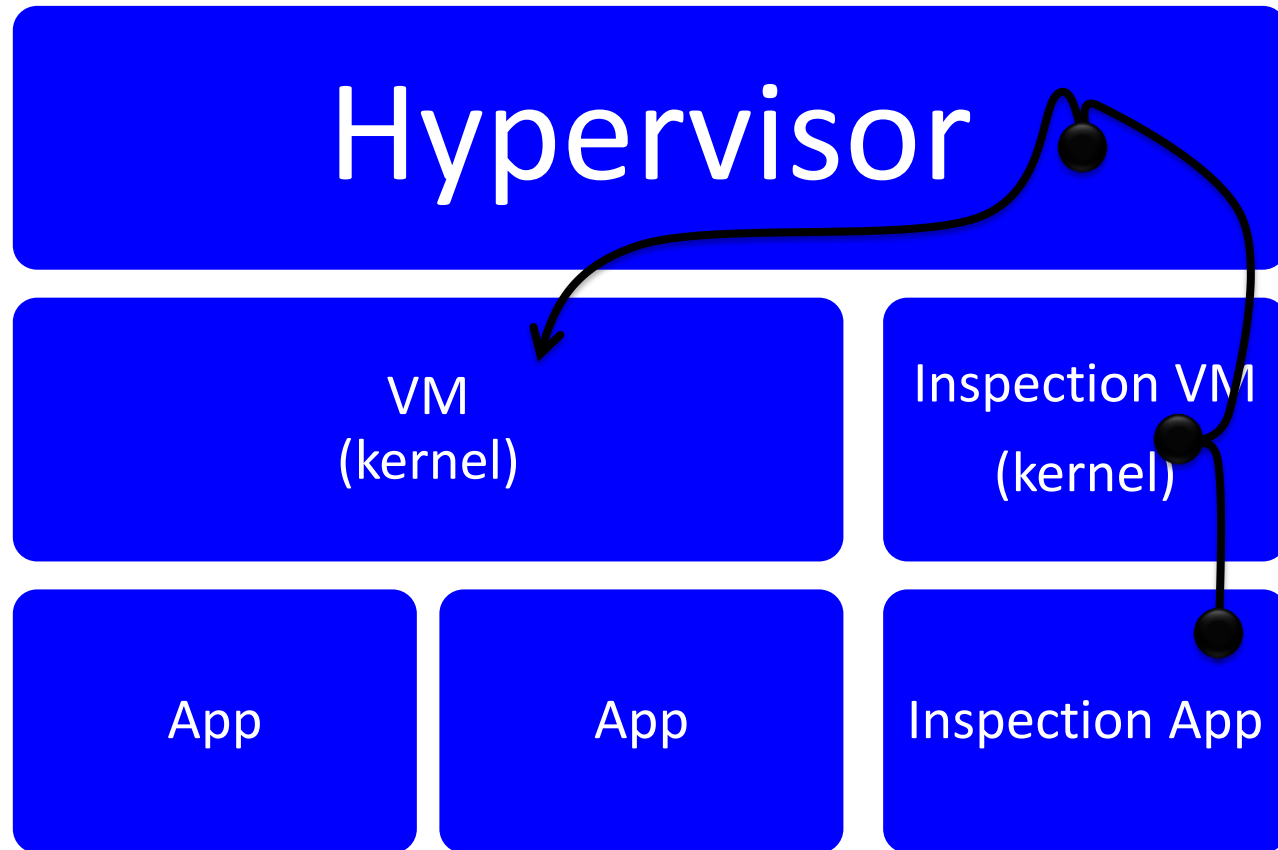 Hypervisor
VM
(kernel)
Inspection VM
(kernel)
App
App
Inspection App